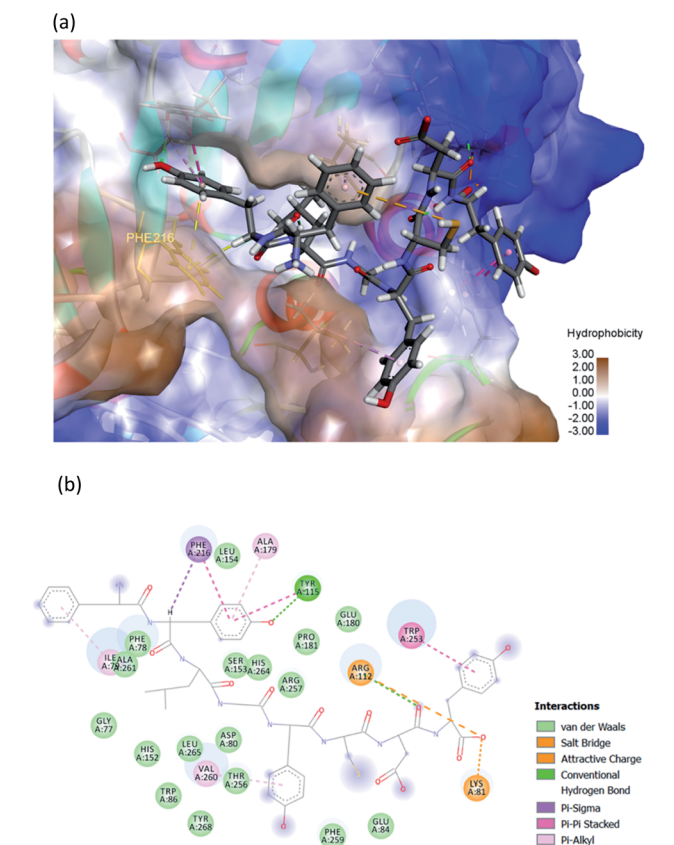 (a)
PHE216
Hydrophobicity
3.00
2.00
1.00
0.00
-1.00
-2.00
-3.00
(b)
PHE
A:216
LEU
A:154
ALA
A:179
TYR
A:115
GLU
A:180
TRP
A:253
PRO
A:181
PHE
A:78
ILE
ALA
A:261
SER
A:153
HIS
A:264
ARG
A:257
ARG
A:112
GLY
A:77
HIS
A:152
LEU
A:265
ASP
A:80
VAL
A:260
THR
A:256
TRP
A:86
TYR
A:268
PHE
A:259
GLU
A:84
LYS
A:81
H
O
O
O
O
O
O
O
O
O
O
O
Interactions
van der Waals
Salt Bridge
Attractive Charge
Conventional
Hydrogen Bond
Pi-Sigma
Pi-Pi Stacked
Pi-Alkyl